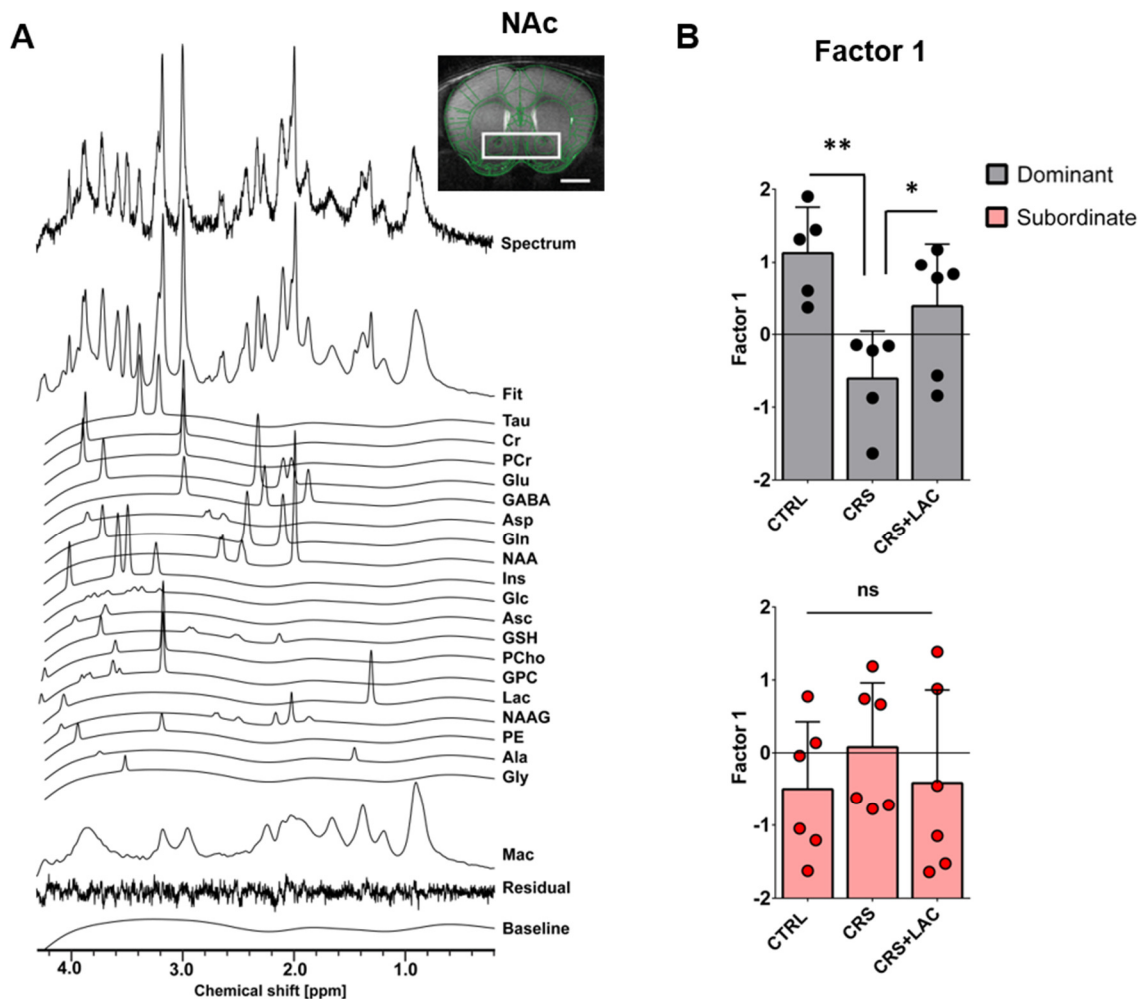 A
NAc
Spectrum
Fit
Tau
Cr
PCr
Glu
GABA
Asp
Gln
NAA
Ins
Glc
Asc
GSH
PCho
GPC
Lac
NAAG
PE
Ala
Gly
Mac
Residual
Baseline
4.0 3.0 2.0 1.0
Chemical shift [ppm]
B
Factor 1
Dominant
Subordinate
**
*
2
1
0
-1
-2
Factor 1
CTRL
CRS
CRS+LAC
ns
2
1
0
-1
-2
Factor 1
CTRL
CRS
CRS+LAC